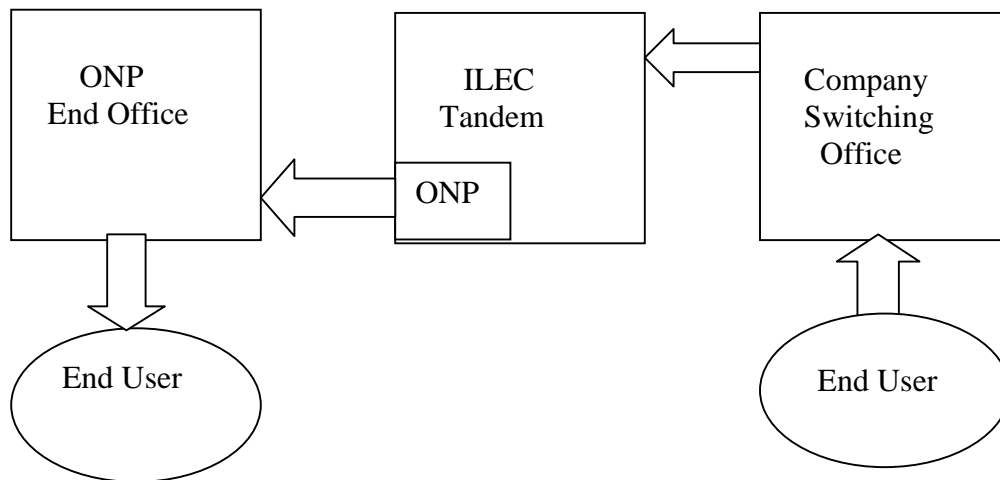 ONP
End Office
ILEC
Tandem
ONP
Company
Switching
Office
End User
End User